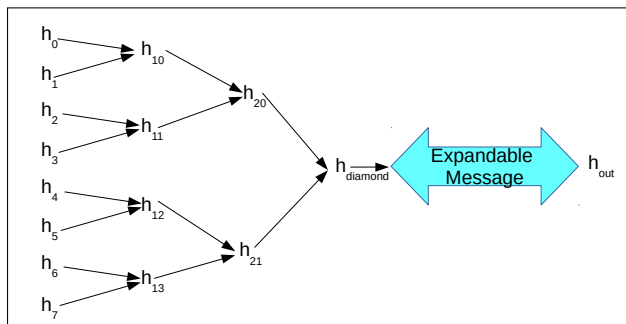 h0
h1
h2
h3
h4
h5
h6
h7
h10
h11
h12
h13
h20
h21
hdiamond
Expandable
Message
hout